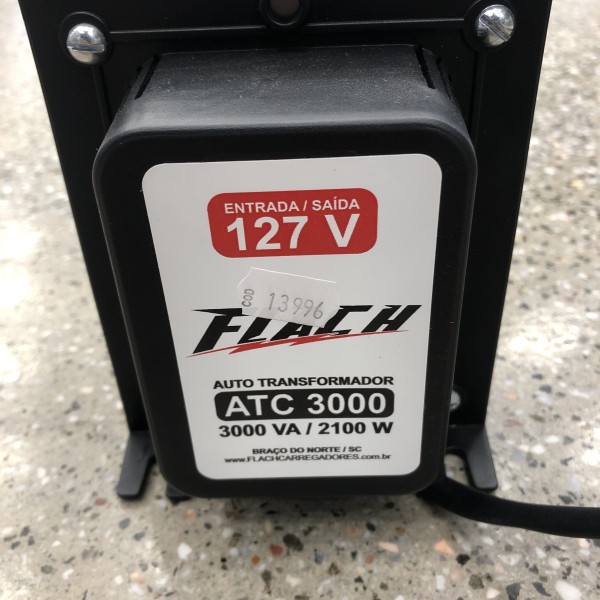 ENTRADA / SAÍDA
127 V
COD 13996
FLACH
AUTO TRANSFORMADOR
ATC 3000
3000 VA / 2100 W
BRAÇO DO NORTE / SC
www.FLACHCARREGADORES.com.br